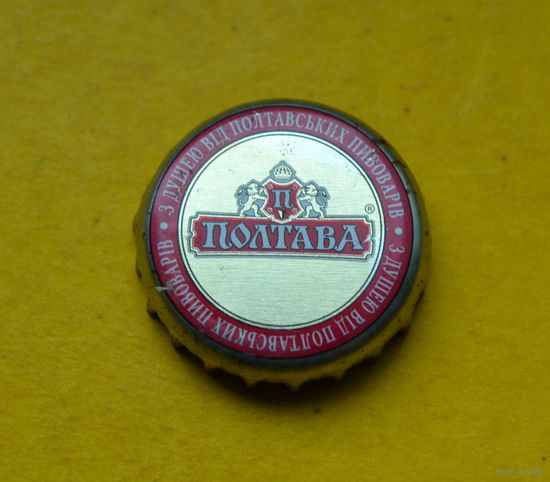 З ДУШЕЮ ВІД ПОЛТАВСЬКИХ ПИВОВАРІВ •
З ДУШЕЮ ВІД ПОЛТАВСЬКИХ ПИВОВАРІВ •
П
ПОЛТАВА ®